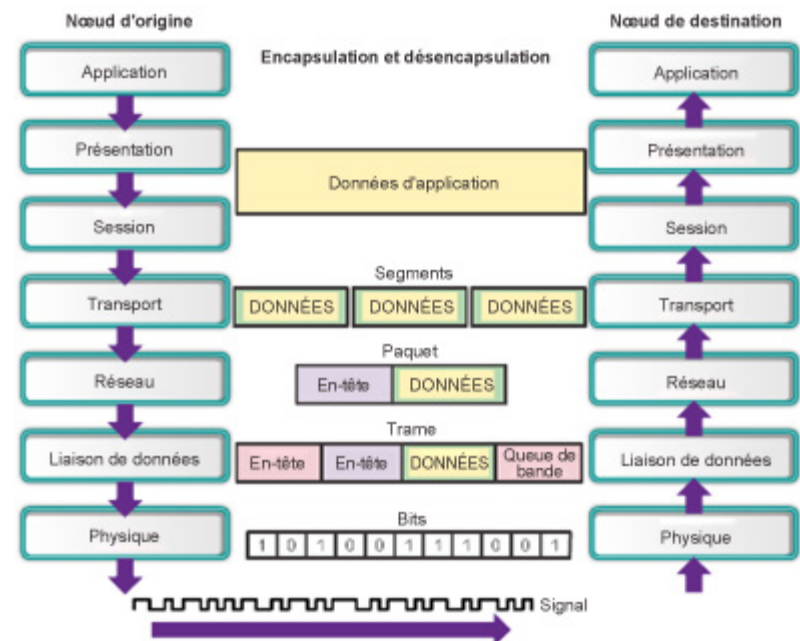 Nœud d'origine
Nœud de destination
Encapsulation et désencapsulation
Application
Application
Présentation
Données d'application
Présentation
Session
Session
Segments
Transport
DONNÉES
DONNÉES
DONNÉES
Transport
Paquet
Réseau
En-tête
DONNÉES
Réseau
Trame
Liaison de données
En-tête
En-tête
DONNÉES
Queue de
bande
Liaison de données
Bits
Physique
1 0 1 0 0 1 1 1 0 0 1
Physique
Signal